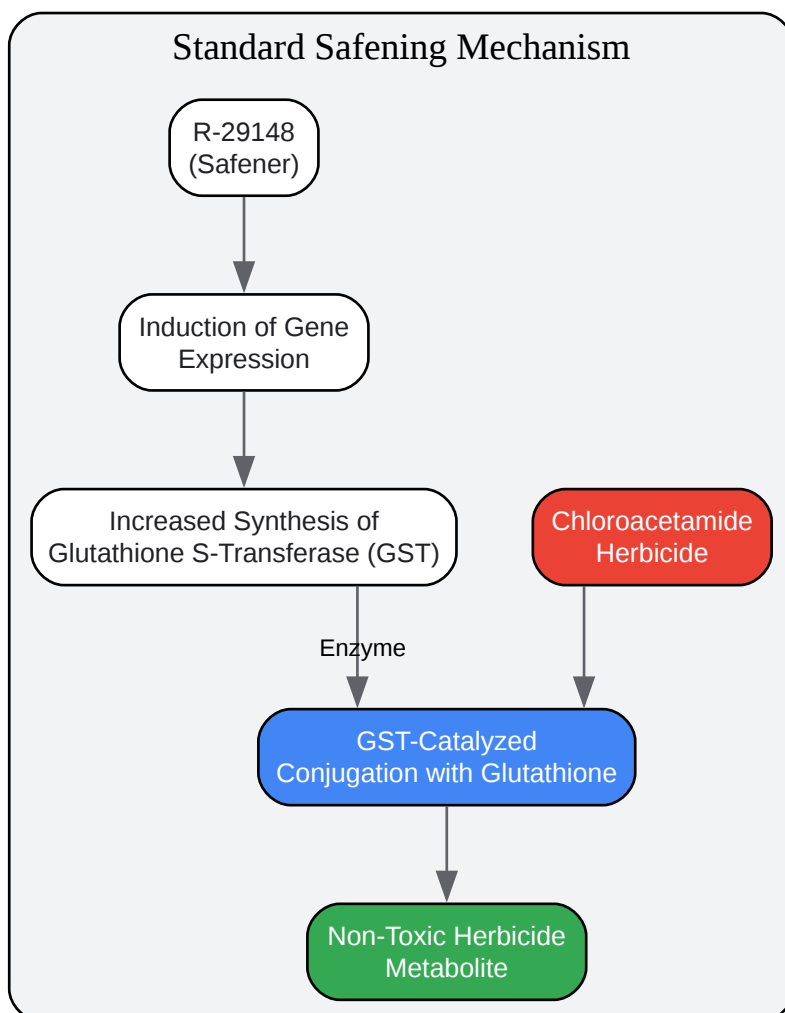 Standard Safening Mechanism
R-29148
(Safener)
Induction of Gene
Expression
Increased Synthesis of
Glutathione S-Transferase (GST)
Chloroacetamide
Herbicide
Enzyme
GST-Catalyzed
Conjugation with Glutathione
Non-Toxic Herbicide
Metabolite